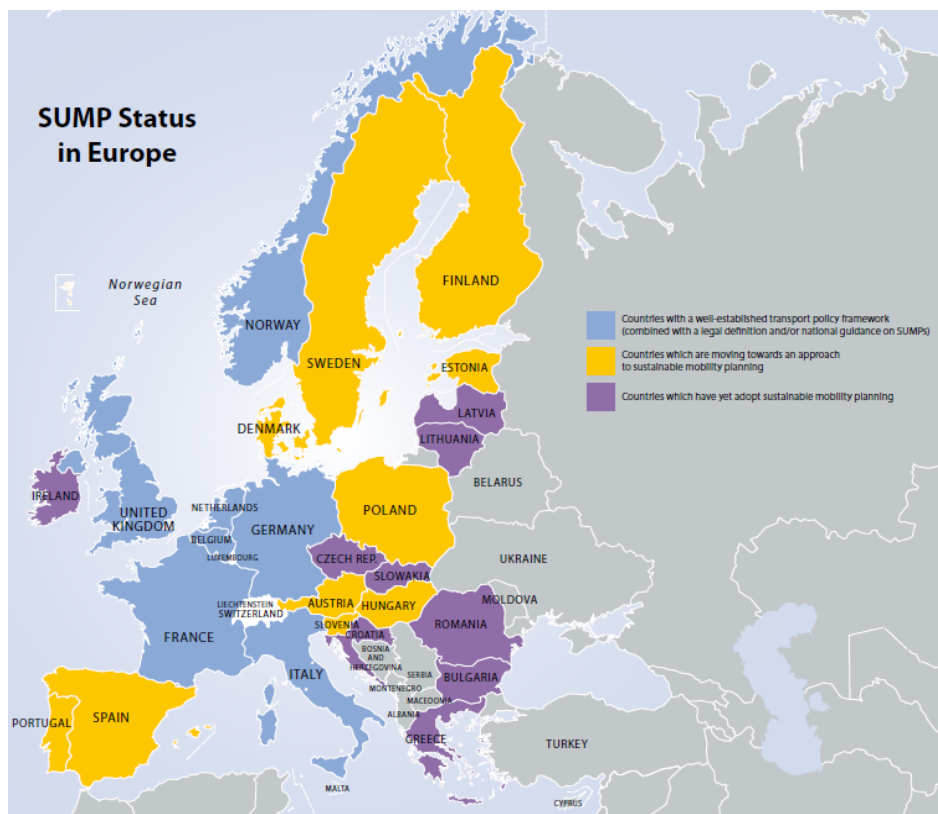 SUMP Status
in Europe
Norwegian
Sea
FINLAND
NORWAY
SWEDEN
ESTONIA
Countries with a well-established transport policy framework
(combined with a legal definition and/or national guidance on SUMPs)
Countries which are moving towards an approach
to sustainable mobility planning
Countries which have yet adopt sustainable mobility planning
LATVIA
DENMARK
LITHUANIA
BELARUS
IRELAND
UNITED
KINGDOM
NETHERLANDS
POLAND
GERMANY
BELGIUM
LUXEMBOURG
CZECH REP.
UKRAINE
SLOWAKIA
LIECHTENSTEIN
SWITZERLAND
AUSTRIA
HUNGARY
MOLDOVA
FRANCE
SLOVENIA
CROATIA
ROMANIA
BOSNIA
AND
HERZEGOVINA
ITALY
SERBIA
BULGARIA
MONTENEGRO
MACEDONIA
ALBANIA
PORTUGAL
SPAIN
GREECE
TURKEY
MALTA
CYPRUS